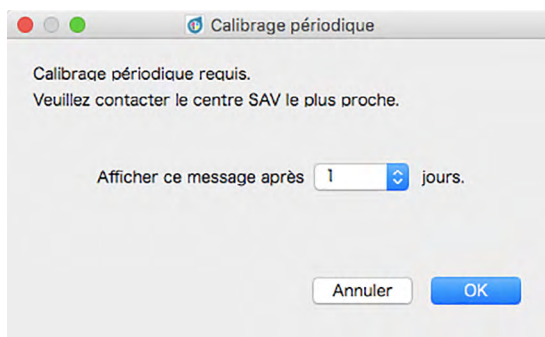 Calibrage périodique
Calibrage périodique requis.
Veuillez contacter le centre SAV le plus proche.
Afficher ce message après 1 jours.
Annuler OK